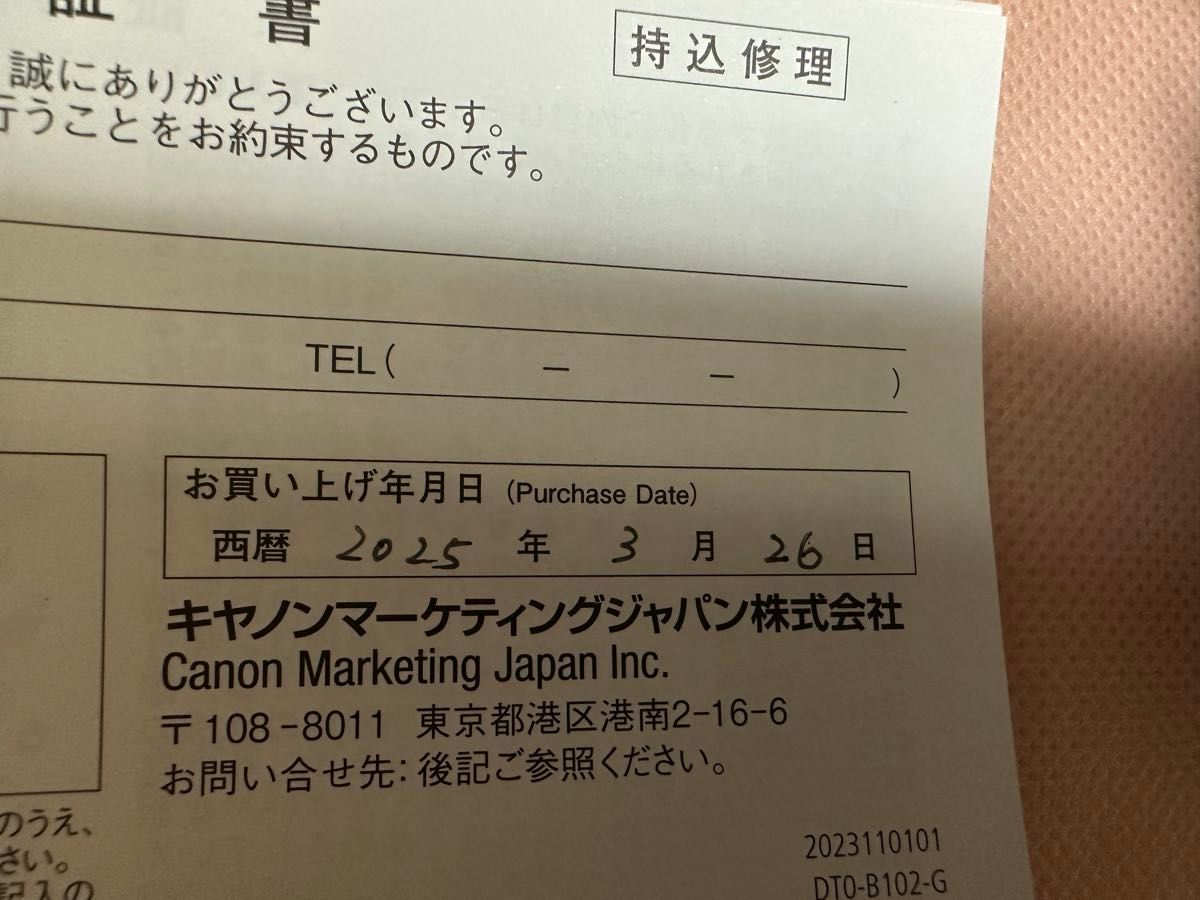 証書
持込修理
誠にありがとうございます。
行うことをお約束するものです。
TEL( － － )
お買い上げ年月日 (Purchase Date)
西暦 2025 年 3 月 26 日
キヤノンマーケティングジャパン株式会社
Canon Marketing Japan Inc.
〒108-8011 東京都港区港南2-16-6
お問い合せ先：後記ご参照ください。
のうえ、
さい。
記入の
2023110101
DT0-B102-G